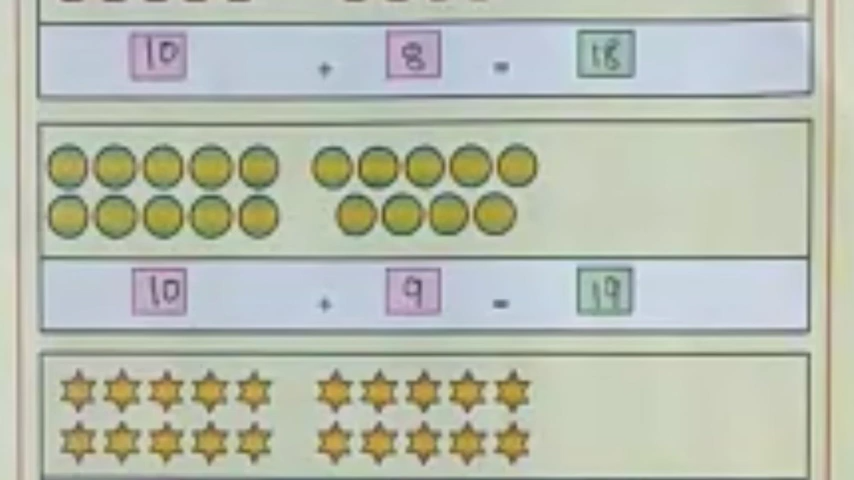 10 + 8 = 18
10 + 9 = 19